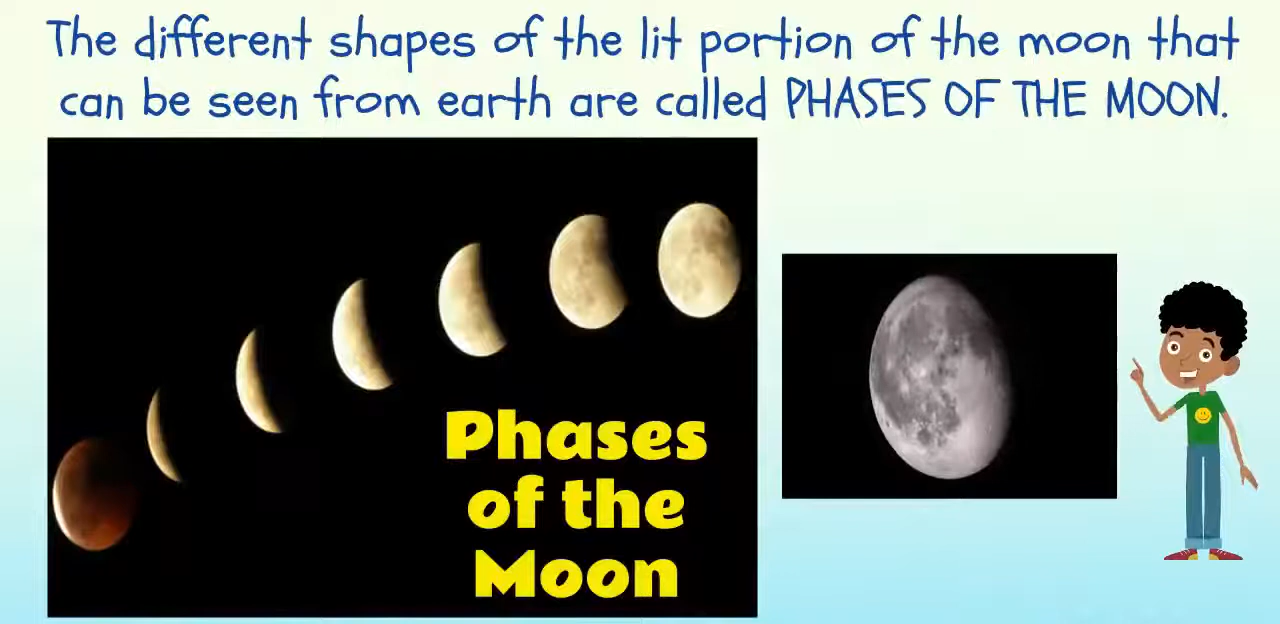 The different shapes of the lit portion of the moon that
can be seen from earth are called PHASES OF THE MOON.
Phases
of the
Moon